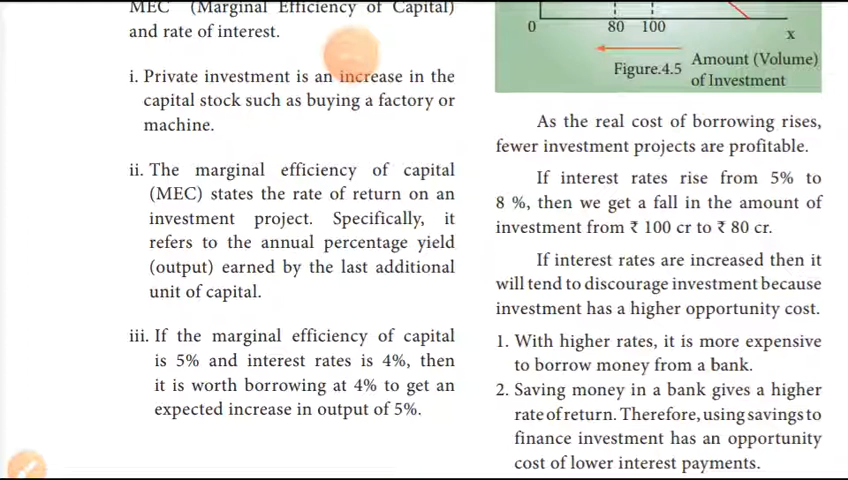 MEC (Marginal Efficiency of Capital)
and rate of interest.
i. Private investment is an increase in the
capital stock such as buying a factory or
machine.
ii. The marginal efficiency of capital
(MEC) states the rate of return on an
investment project. Specifically, it
refers to the annual percentage yield
(output) earned by the last additional
unit of capital.
iii. If the marginal efficiency of capital
is 5% and interest rates is 4%, then
it is worth borrowing at 4% to get an
expected increase in output of 5%.
0 80 100
x
Figure.4.5 Amount (Volume)
of Investment
As the real cost of borrowing rises,
fewer investment projects are profitable.
If interest rates rise from 5% to
8 %, then we get a fall in the amount of
investment from ₹ 100 cr to ₹ 80 cr.
If interest rates are increased then it
will tend to discourage investment because
investment has a higher opportunity cost.
1. With higher rates, it is more expensive
to borrow money from a bank.
2. Saving money in a bank gives a higher
rate of return. Therefore, using savings to
finance investment has an opportunity
cost of lower interest payments.